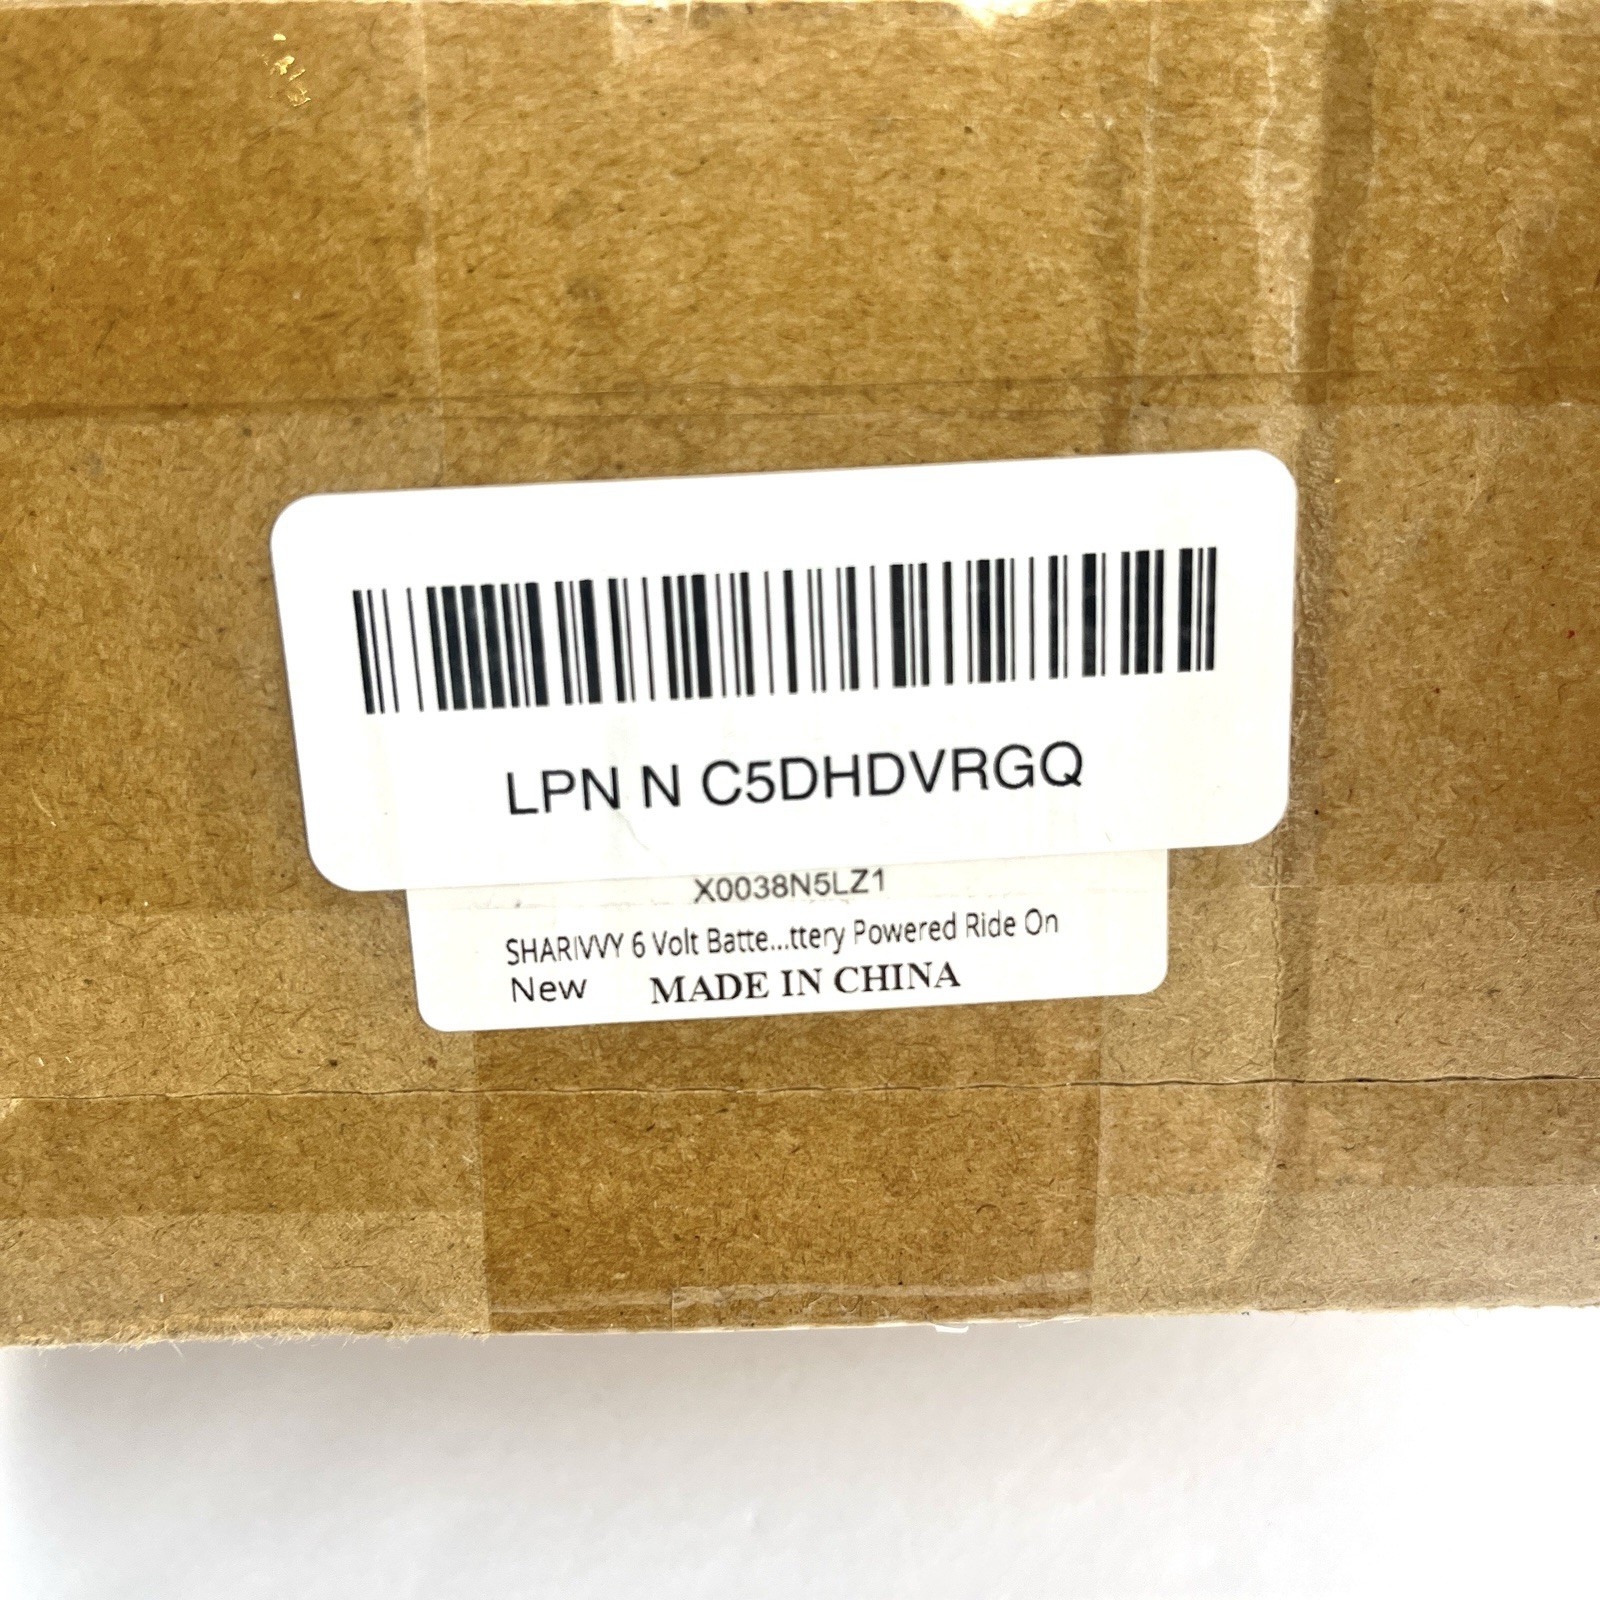 LPN N C5DHDVRGQ
X0038N5LZ1
SHARIVVY 6 Volt Batte...ttery Powered Ride On
New MADE IN CHINA